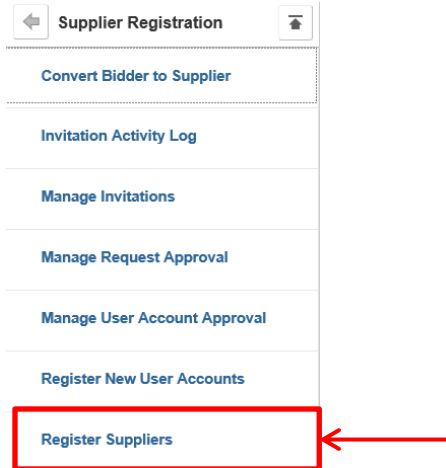 Supplier Registration
Convert Bidder to Supplier
Invitation Activity Log
Manage Invitations
Manage Request Approval
Manage User Account Approval
Register New User Accounts
Register Suppliers